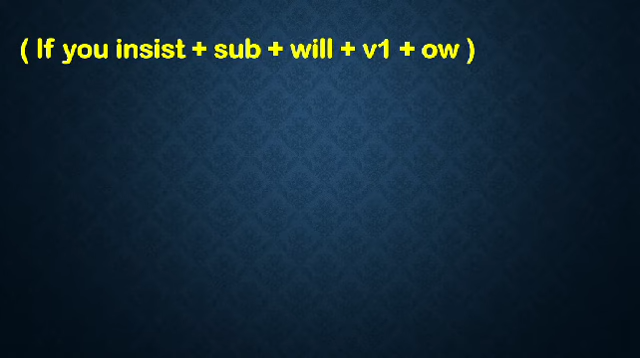 ( If you insist + sub + will + v1 + ow )